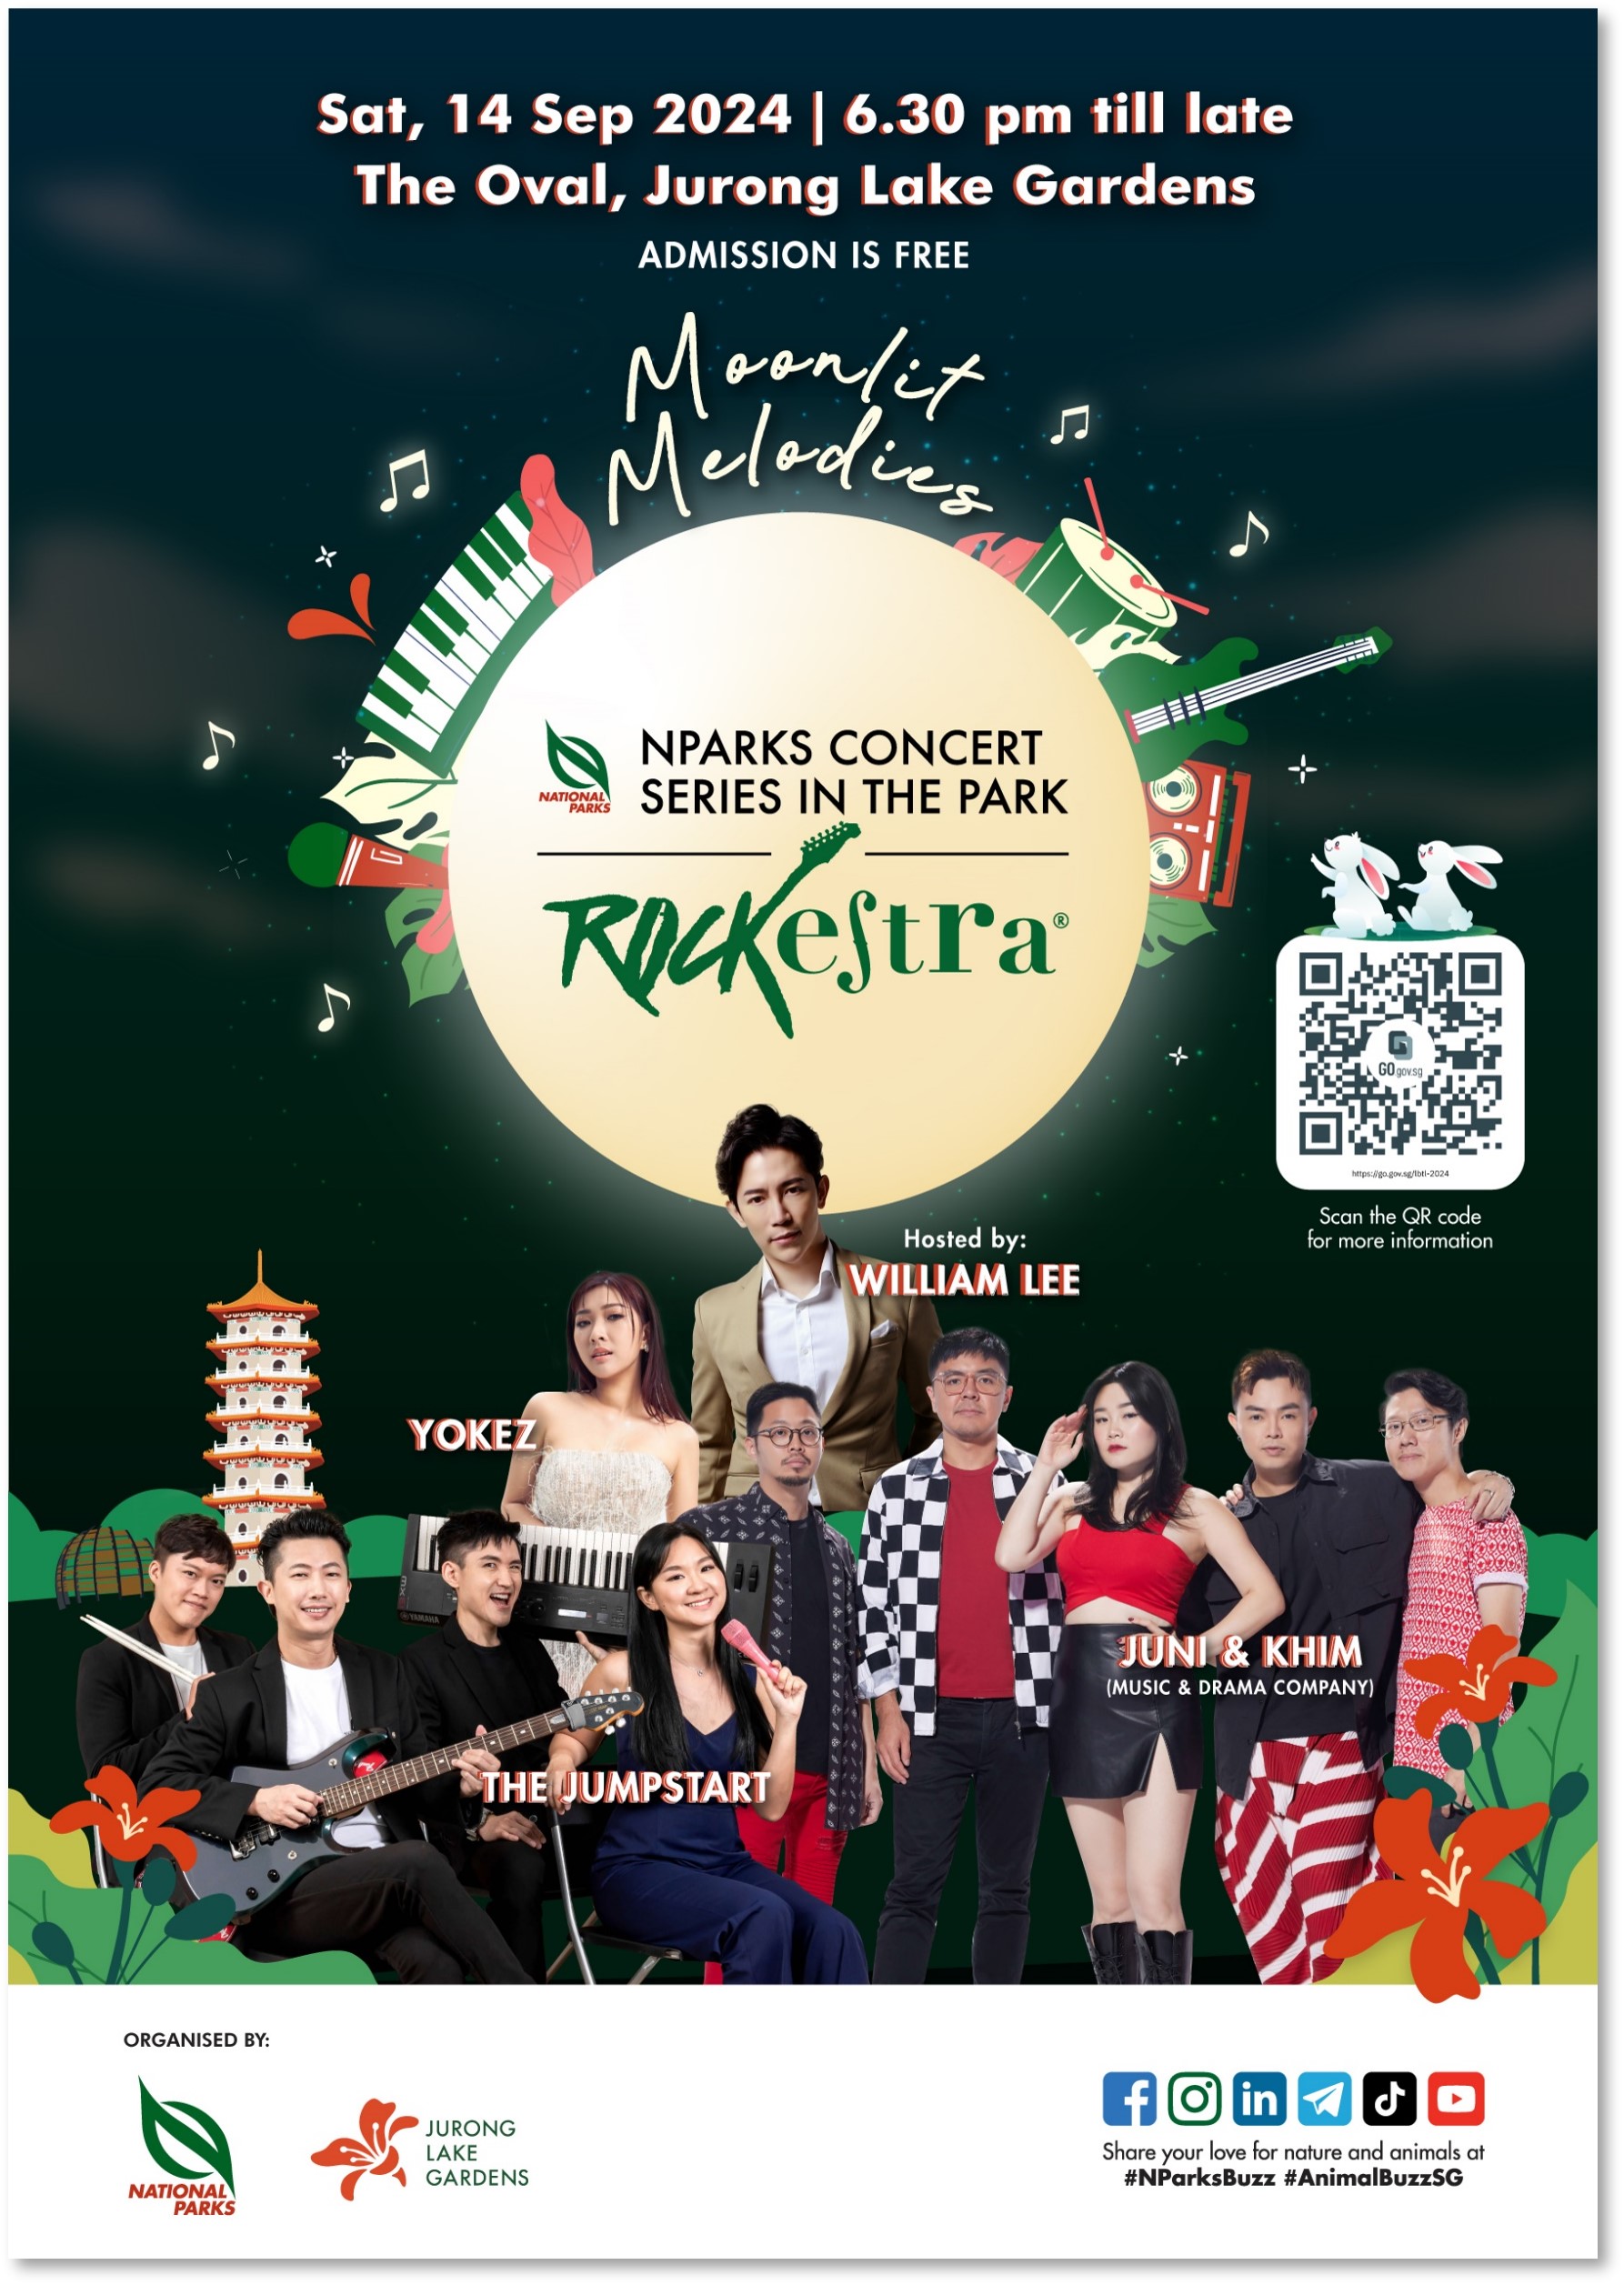 Sat, 14 Sep 2024 | 6.30 pm till late
The Oval, Jurong Lake Gardens
ADMISSION IS FREE
Moonlit
Melodies
NATIONAL
PARKS
NPARKS CONCERT
SERIES IN THE PARK
ROCKestra®
GOgov.sg
https://go.gov.sg/lbtl-2024
Scan the QR code
for more information
Hosted by:
WILLIAM LEE
YOKEZ
YAMAHA
JUNI & KHIM
(MUSIC & DRAMA COMPANY)
THE JUMPSTART
ORGANISED BY:
NATIONAL
PARKS
JURONG
LAKE
GARDENS
Share your love for nature and animals at
#NParksBuzz #AnimalBuzzSG